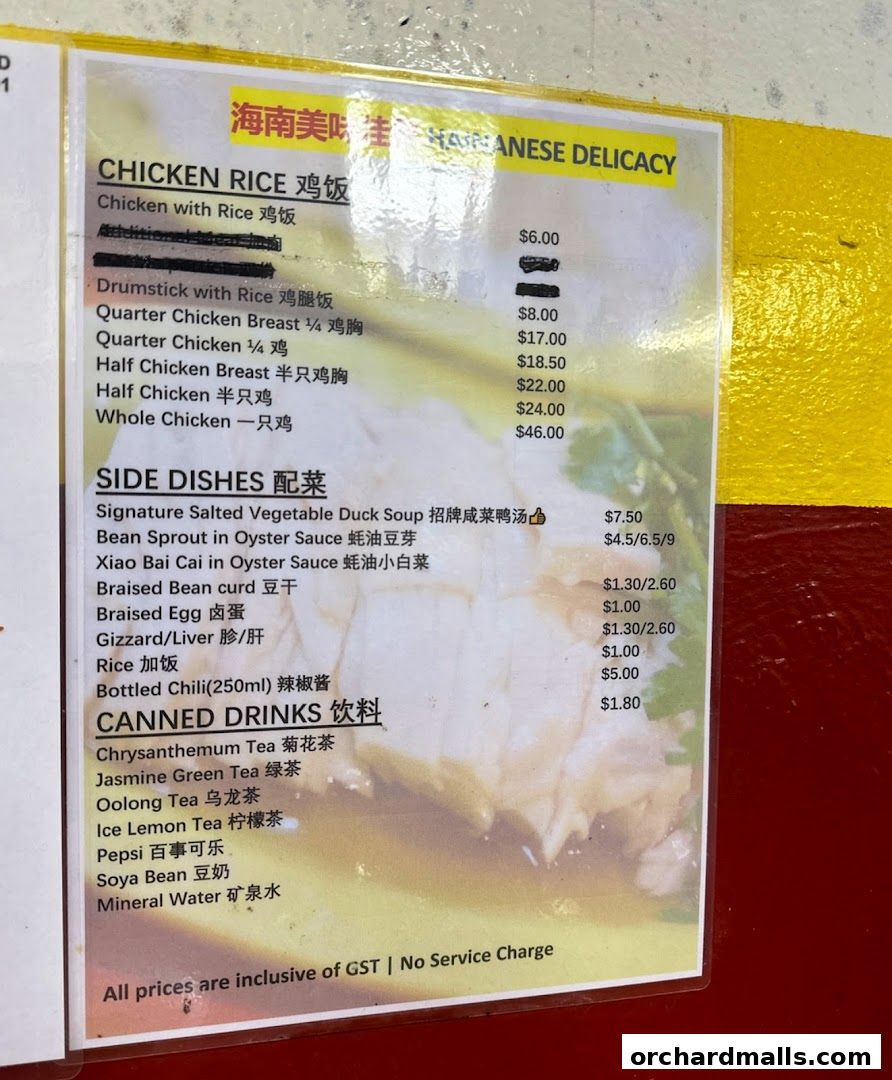 D
1
海南美味佳 HAINANESE DELICACY
CHICKEN RICE 鸡饭
Chicken with Rice 鸡饭 $6.00
Drumstick with Rice 鸡腿饭 $8.00
Quarter Chicken Breast ¼ 鸡胸 $17.00
Quarter Chicken ¼ 鸡 $18.50
Half Chicken Breast 半只鸡胸 $22.00
Half Chicken 半只鸡 $24.00
Whole Chicken 一只鸡 $46.00
SIDE DISHES 配菜
Signature Salted Vegetable Duck Soup 招牌咸菜鸭汤👍 $7.50
Bean Sprout in Oyster Sauce 蚝油豆芽 $4.5/6.5/9
Xiao Bai Cai in Oyster Sauce 蚝油小白菜
Braised Bean curd 豆干 $1.30/2.60
Braised Egg 卤蛋 $1.00
Gizzard/Liver 胗/肝 $1.30/2.60
Rice 加饭 $1.00
Bottled Chili(250ml) 辣椒酱 $5.00
CANNED DRINKS 饮料 $1.80
Chrysanthemum Tea 菊花茶
Jasmine Green Tea 绿茶
Oolong Tea 乌龙茶
Ice Lemon Tea 柠檬茶
Pepsi 百事可乐
Soya Bean 豆奶
Mineral Water 矿泉水
All prices are inclusive of GST | No Service Charge
orchardmalls.com